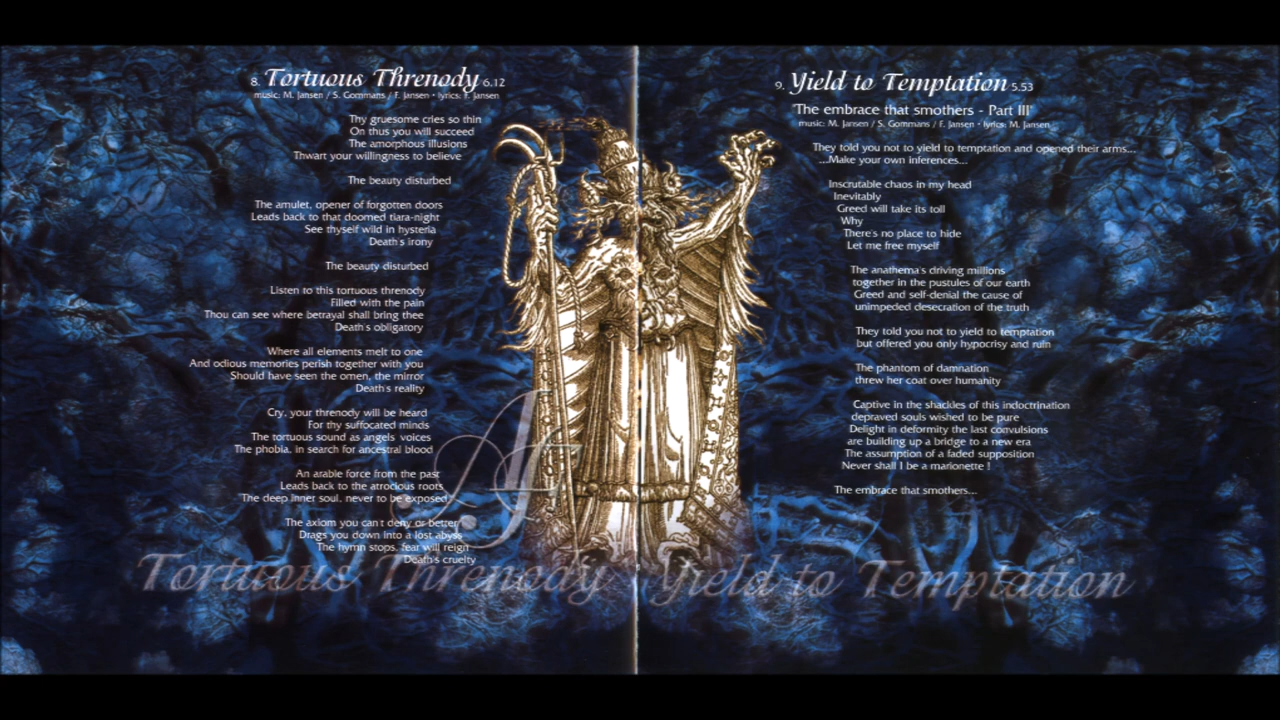 8. Tortuous Threnody 6.12
music: M. Jansen / S. Gommans / F. Jansen • lyrics: F. Jansen
Thy gruesome cries so thin
On thus you will succeed
The amorphous illusions
Thwart your willingness to believe
The beauty disturbed
The amulet, opener of forgotten doors
Leads back to that doomed tiara-night
See thyself wild in hysteria
Death's irony
The beauty disturbed
Listen to this tortuous threnody
Filled with the pain
Thou can see where betrayal shall bring thee
Death's obligatory
Where all elements melt to one
And odious memories perish together with you
Should have seen the omen, the mirror
Death's reality
Cry, your threnody will be heard
For thy suffocated minds
The tortuous sound as angels' voices
The phobia, in search for ancestral blood
An arable force from the past
Leads back to the atrocious roots
The deep inner soul, never to be exposed
The axiom you can't deny or better
Drags you down into a lost abyss
The hymn stops, fear will reign
Death's cruelty
Tortuous Threnody
9. Yield to Temptation 5.53
'The embrace that smothers - Part III'
music: M. Jansen / S. Gommans / F. Jansen • lyrics: M. Jansen
They told you not to yield to temptation and opened their arms...
...Make your own inferences...
Inscrutable chaos in my head
Inevitably
Greed will take its toll
Why
There's no place to hide
Let me free myself
The anathema's driving millions
together in the pustules of our earth
Greed and self-denial the cause of
unimpeded desecration of the truth
They told you not to yield to temptation
but offered you only hypocrisy and ruin
The phantom of damnation
threw her coat over humanity
Captive in the shackles of this indoctrination
depraved souls wished to be pure
Delight in deformity the last convulsions
are building up a bridge to a new era
The assumption of a faded supposition
Never shall I be a marionette !
The embrace that smothers...
Yield to Temptation